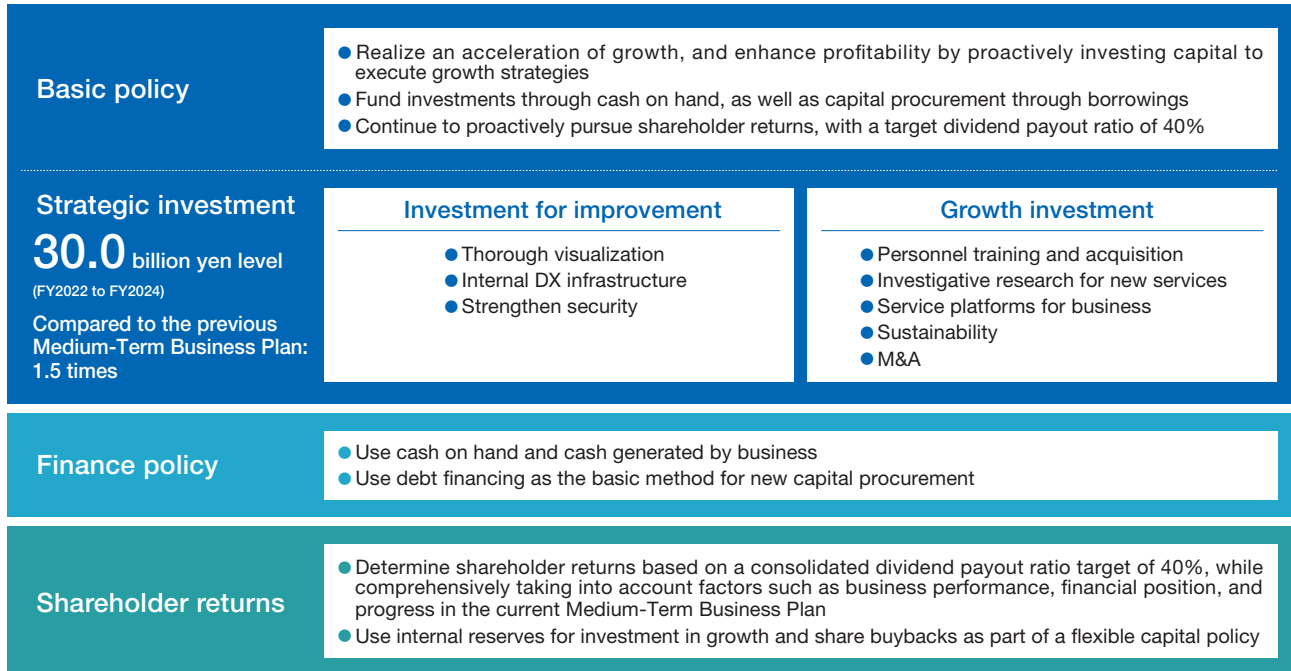 Basic policy
● Realize an acceleration of growth, and enhance profitability by proactively investing capital to
execute growth strategies
● Fund investments through cash on hand, as well as capital procurement through borrowings
● Continue to proactively pursue shareholder returns, with a target dividend payout ratio of 40%
Strategic investment
30.0 billion yen level
(FY2022 to FY2024)
Compared to the previous
Medium-Term Business Plan:
1.5 times
Investment for improvement
● Thorough visualization
● Internal DX infrastructure
● Strengthen security
Growth investment
● Personnel training and acquisition
● Investigative research for new services
● Service platforms for business
● Sustainability
● M&A
Finance policy
● Use cash on hand and cash generated by business
● Use debt financing as the basic method for new capital procurement
Shareholder returns
● Determine shareholder returns based on a consolidated dividend payout ratio target of 40%, while
comprehensively taking into account factors such as business performance, financial position, and
progress in the current Medium-Term Business Plan
● Use internal reserves for investment in growth and share buybacks as part of a flexible capital policy